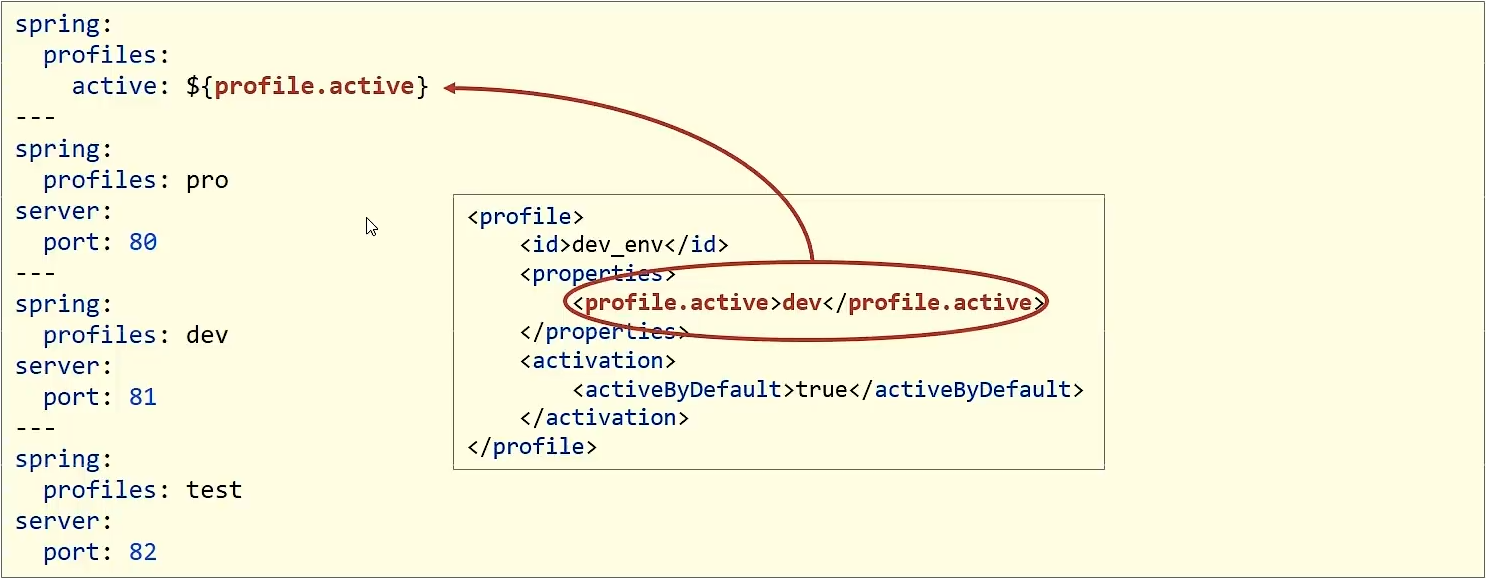 spring:
  profiles:
    active: ${profile.active}
---
spring:
  profiles: pro
server:
  port: 80
---
spring:
  profiles: dev
server:
  port: 81
---
spring:
  profiles: test
server:
  port: 82
<profile>
    <id>dev_env</id>
    <properties>
        <profile.active>dev</profile.active>
    </properties>
    <activation>
        <activeByDefault>true</activeByDefault>
    </activation>
</profile>